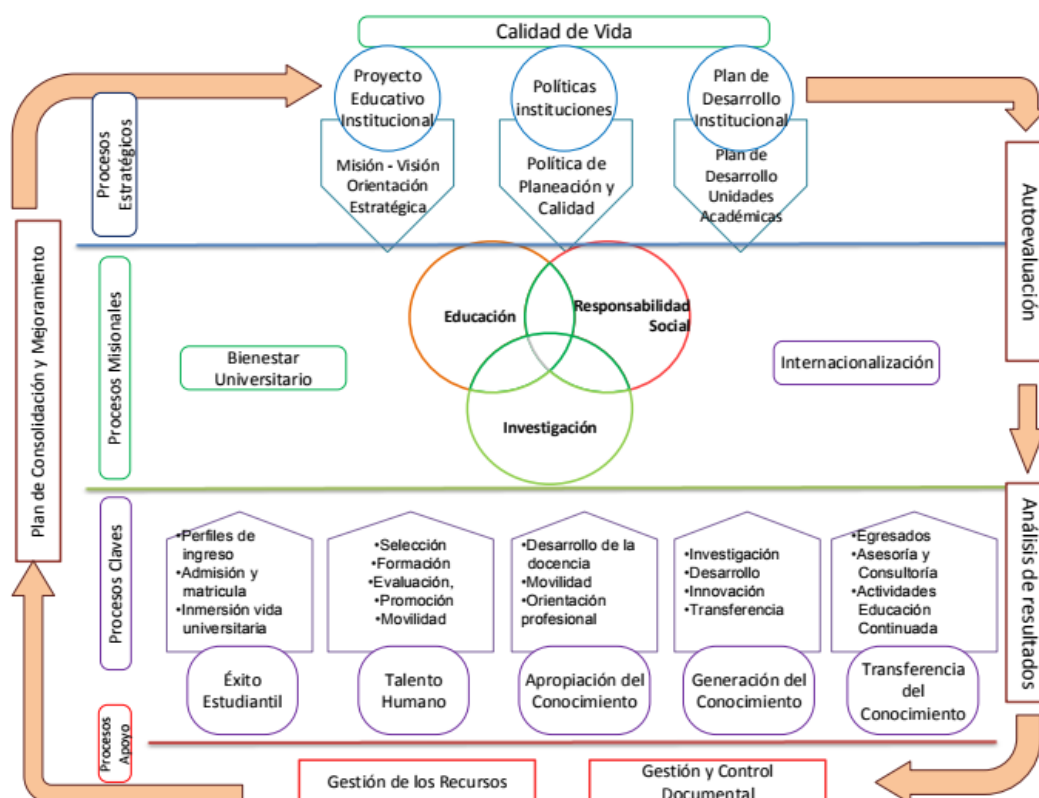 Calidad de Vida
Proyecto
Educativo
Institucional
Políticas
instituciones
Plan de
Desarrollo
Institucional
Procesos
Estratégicos
Misión - Visión
Orientación
Estratégica
Política de
Planeación y
Calidad
Plan de
Desarrollo
Unidades
Académicas
Autoevaluación
Plan de Consolidación y Mejoramiento
Procesos Misionales
Educación
Responsabilidad
Social
Bienestar
Universitario
Internacionalización
Investigación
Procesos Claves
•Perfiles de
ingreso
•Admisión y
matricula
•Inmersión vida
universitaria
•Selección
•Formación
•Evaluación,
•Promoción
•Movilidad
•Desarrollo de la
docencia
•Movilidad
•Orientación
profesional
•Investigación
•Desarrollo
•Innovación
•Transferencia
•Egresados
•Asesoría y
Consultoría
•Actividades
Educación
Continuada
Análisis de resultados
Éxito
Estudiantil
Talento
Humano
Apropiación del
Conocimiento
Generación del
Conocimiento
Transferencia
del
Conocimiento
Procesos
Apoyo
Gestión de los Recursos
Gestión y Control
Documental